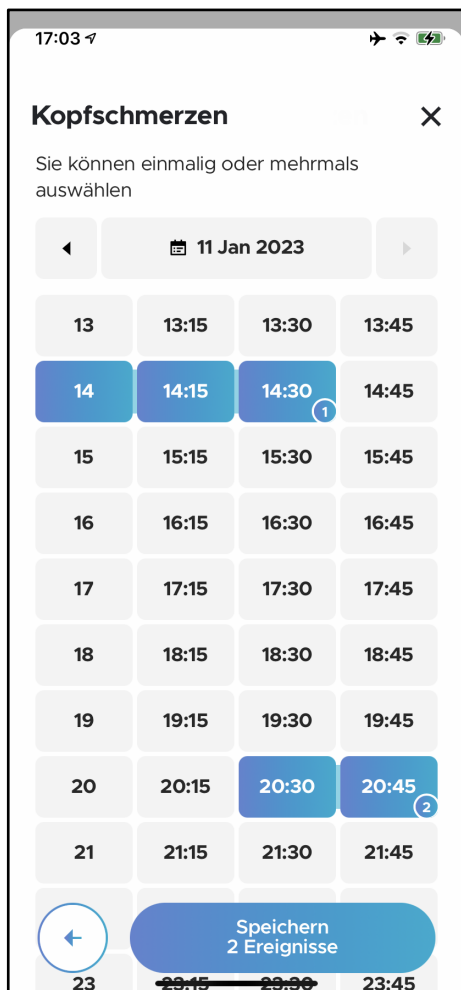 17:03
Kopfschmerzen
Sie können einmalig oder mehrmals
auswählen
11 Jan 2023
13 13:15 13:30 13:45
14 14:15 14:30 14:45
1
15 15:15 15:30 15:45
16 16:15 16:30 16:45
17 17:15 17:30 17:45
18 18:15 18:30 18:45
19 19:15 19:30 19:45
20 20:15 20:30 20:45
2
21 21:15 21:30 21:45
Speichern
2 Ereignisse
23 23:15 23:30 23:45